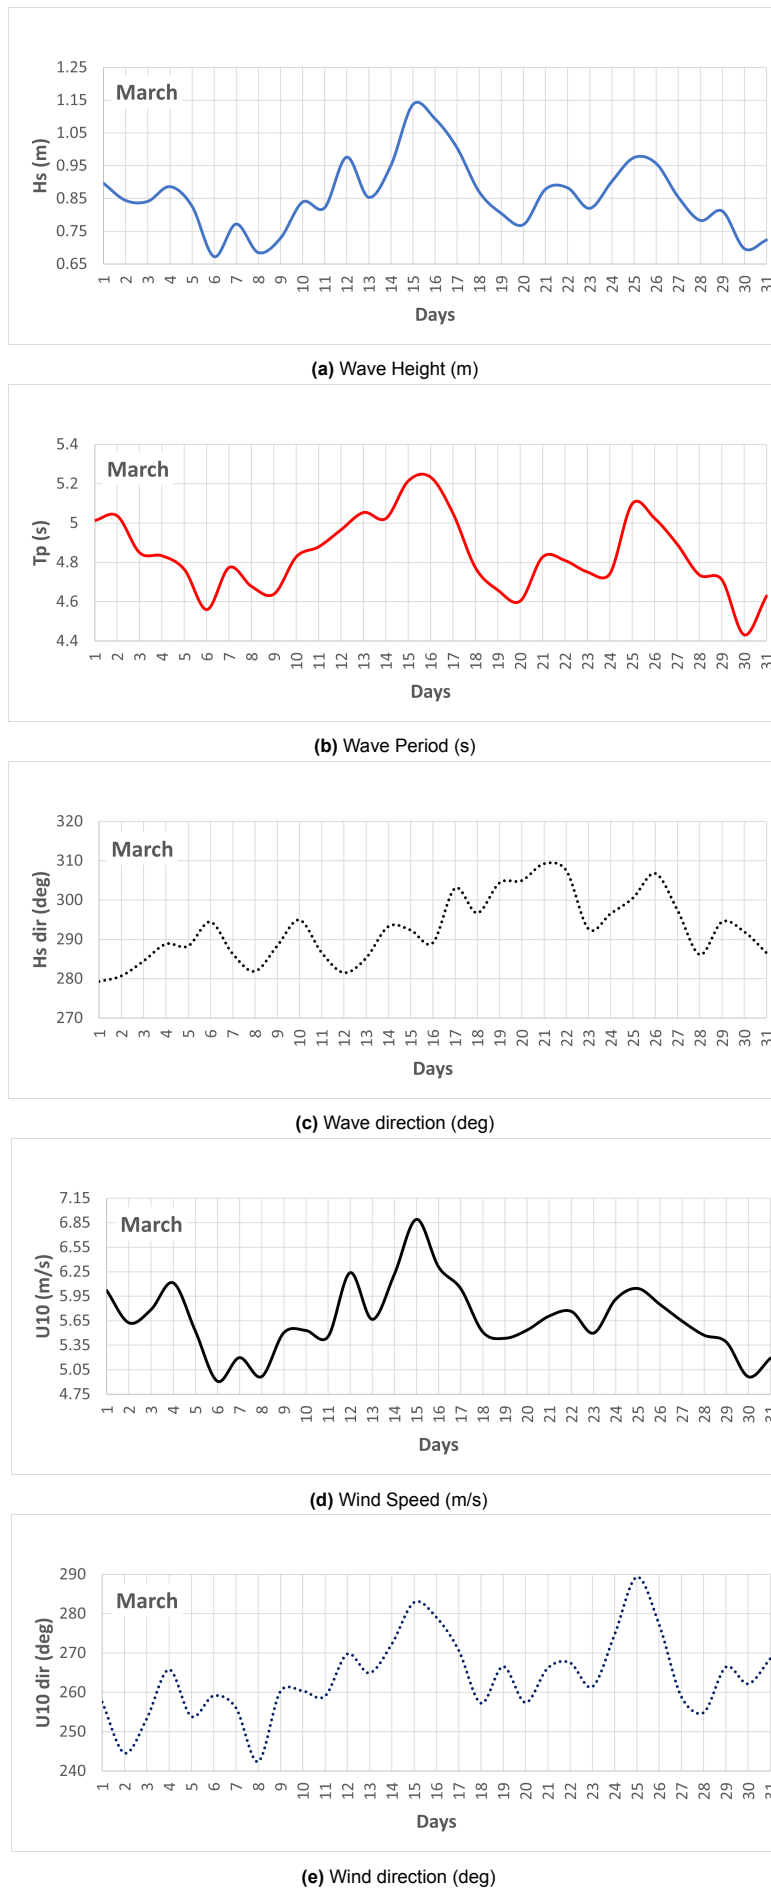 March
Hs (m)
1.25
1.15
1.05
0.95
0.85
0.75
0.65
1 2 3 4 5 6 7 8 9 10 11 12 13 14 15 16 17 18 19 20 21 22 23 24 25 26 27 28 29 30 31
Days
(a) Wave Height (m)
March
Tp (s)
5.4
5.2
5
4.8
4.6
4.4
1 2 3 4 5 6 7 8 9 10 11 12 13 14 15 16 17 18 19 20 21 22 23 24 25 26 27 28 29 30 31
Days
(b) Wave Period (s)
March
Hs dir (deg)
320
310
300
290
280
270
1 2 3 4 5 6 7 8 9 10 11 12 13 14 15 16 17 18 19 20 21 22 23 24 25 26 27 28 29 30 31
Days
(c) Wave direction (deg)
March
U10 (m/s)
7.15
6.85
6.55
6.25
5.95
5.65
5.35
5.05
4.75
1 2 3 4 5 6 7 8 9 10 11 12 13 14 15 16 17 18 19 20 21 22 23 24 25 26 27 28 29 30 31
Days
(d) Wind Speed (m/s)
March
U10 dir (deg)
290
280
270
260
250
240
1 2 3 4 5 6 7 8 9 10 11 12 13 14 15 16 17 18 19 20 21 22 23 24 25 26 27 28 29 30 31
Days
(e) Wind direction (deg)